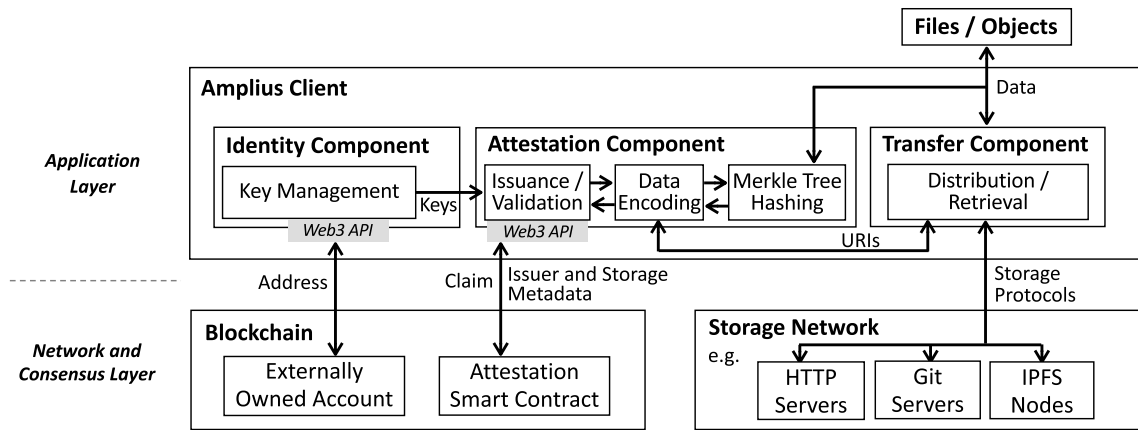 Files / Objects
Amplius Client
Data
Application
Layer
Identity Component
Key Management
Keys
Web3 API
Attestation Component
Issuance /
Validation
Data
Encoding
Merkle Tree
Hashing
Web3 API
Transfer Component
Distribution /
Retrieval
URIs
Address
Claim
Issuer and Storage
Metadata
Storage
Protocols
Network and
Consensus Layer
Blockchain
Externally
Owned Account
Attestation
Smart Contract
Storage Network
e.g.
HTTP
Servers
Git
Servers
IPFS
Nodes